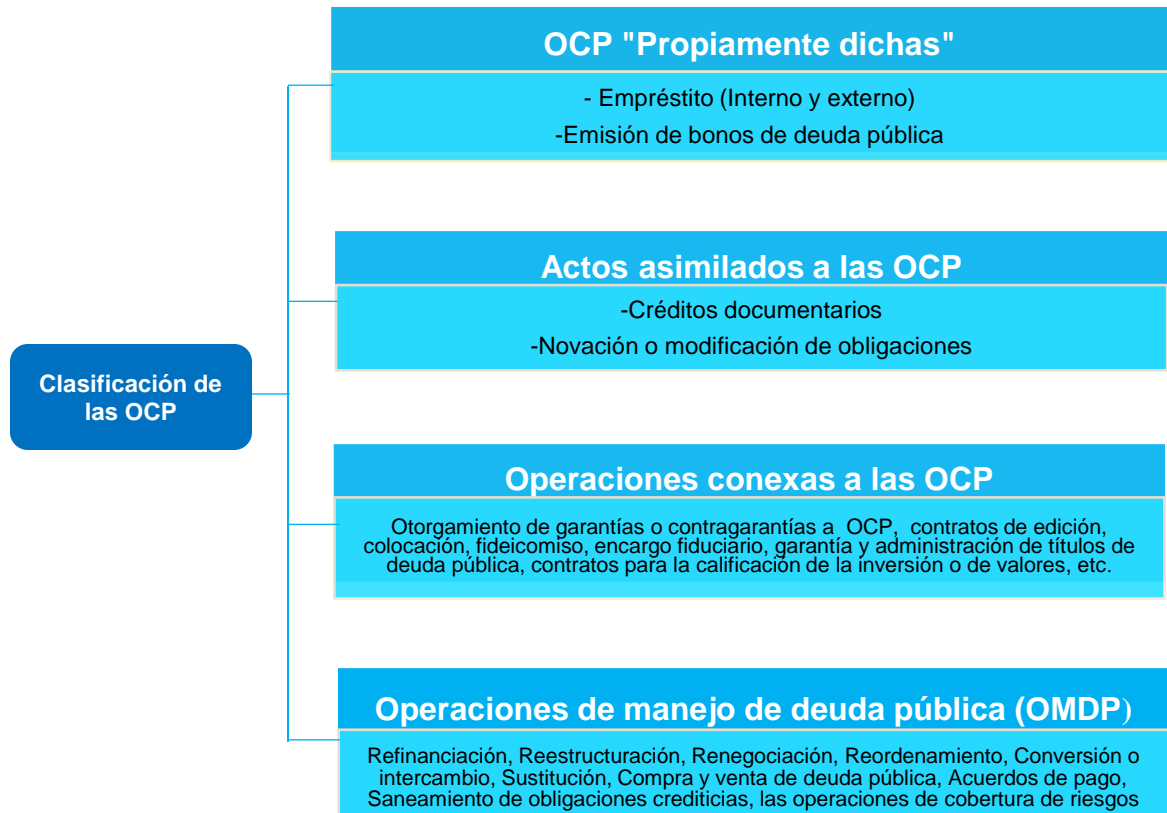 OCP "Propiamente dichas"
- Empréstito (Interno y externo)
-Emisión de bonos de deuda pública
Actos asimilados a las OCP
-Créditos documentarios
-Novación o modificación de obligaciones
Clasificación de
las OCP
Operaciones conexas a las OCP
Otorgamiento de garantías o contragarantías a OCP, contratos de edición,
colocación, fideicomiso, encargo fiduciario, garantía y administración de títulos de
deuda pública, contratos para la calificación de la inversión o de valores, etc.
Operaciones de manejo de deuda pública (OMDP)
Refinanciación, Reestructuración, Renegociación, Reordenamiento, Conversión o
intercambio, Sustitución, Compra y venta de deuda pública, Acuerdos de pago,
Saneamiento de obligaciones crediticias, las operaciones de cobertura de riesgos